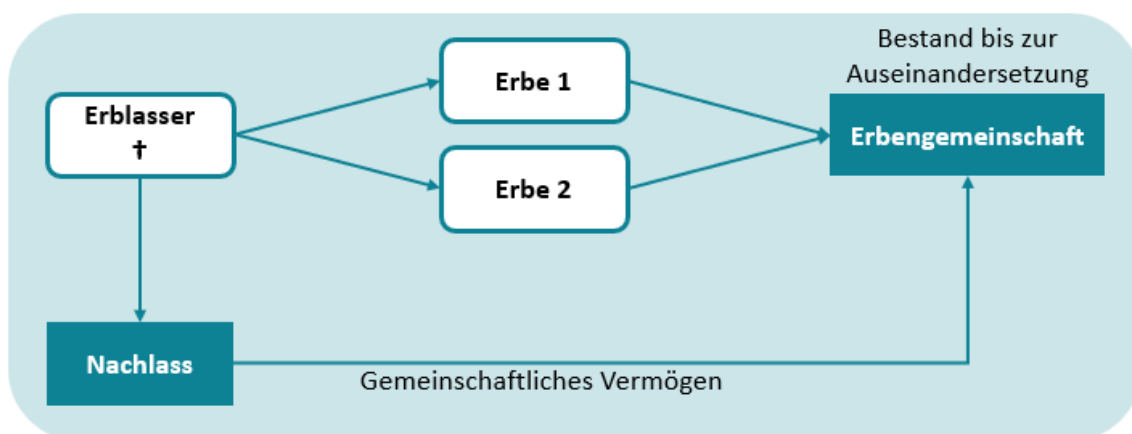 Bestand bis zur
Auseinandersetzung
Erblasser
†
Erbe 1
Erbengemeinschaft
Erbe 2
Nachlass
Gemeinschaftliches Vermögen